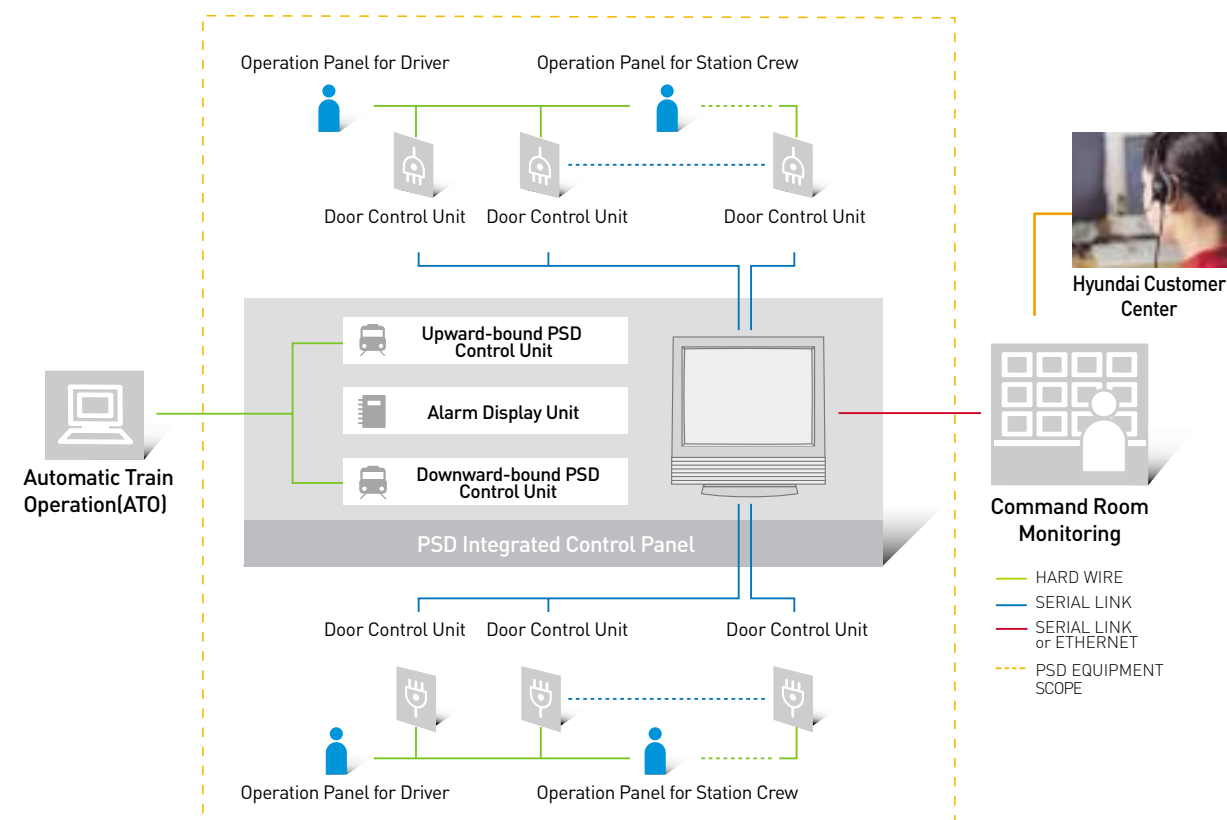 Operation Panel for Driver
Operation Panel for Station Crew
Door Control Unit
Door Control Unit
Door Control Unit
Hyundai Customer
Center
Upward-bound PSD
Control Unit
Alarm Display Unit
Downward-bound PSD
Control Unit
PSD Integrated Control Panel
Automatic Train
Operation(ATO)
Command Room
Monitoring
HARD WIRE
SERIAL LINK
SERIAL LINK
or ETHERNET
PSD EQUIPMENT
SCOPE
Door Control Unit
Door Control Unit
Door Control Unit
Operation Panel for Driver
Operation Panel for Station Crew